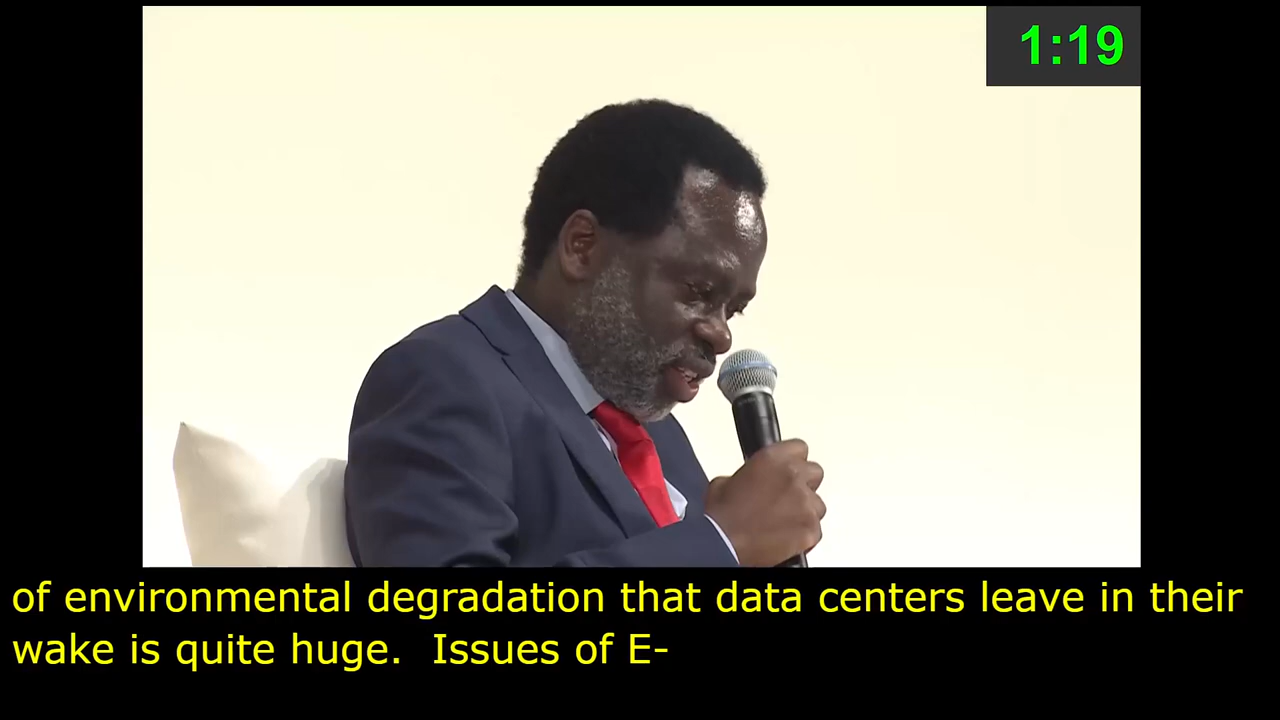 1:19
of environmental degradation that data centers leave in their
wake is quite huge.  Issues of E-